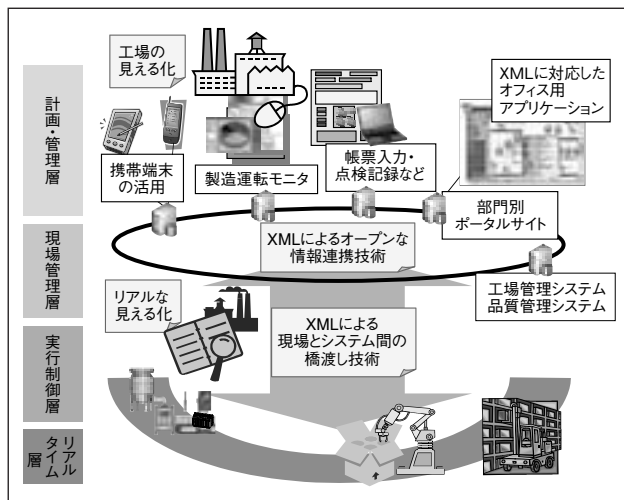 工場の
見える化
XMLに対応した
オフィス用
アプリケーション
計画・管理層
携帯端末
の活用
製造運転モニタ
帳票入力・
点検記録など
部門別
ポータルサイト
現場管理層
XMLによるオープンな
情報連携技術
工場管理システム
品質管理システム
リアルな
見える化
XMLによる
現場とシステム間の
橋渡し技術
実行制御層
リアル
タイム
層